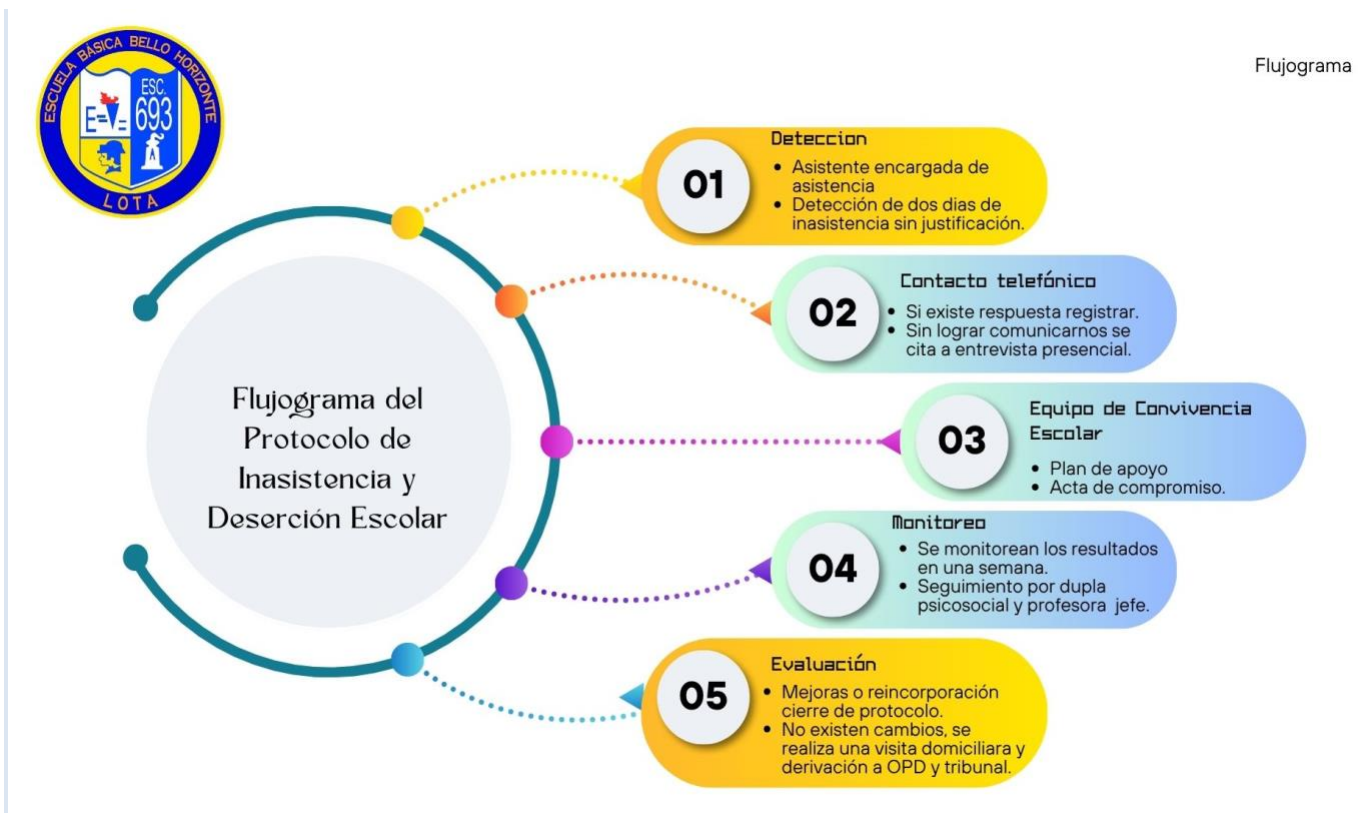 ESCUELA BÁSICA BELLO HORIZONTE
ESC.
693
E=V=
LOTA
Flujograma
Flujograma del
Protocolo de
Inasistencia y
Deserción Escolar
01
Deteccion
• Asistente encargada de
asistencia
• Detección de dos dias de
inasistencia sin justificación.
02
Contacto telefónico
• Si existe respuesta registrar.
• Sin lograr comunicarnos se
cita a entrevista presencial.
03
Equipo de Convivencia
Escolar
• Plan de apoyo
• Acta de compromiso.
04
Monitoreo
• Se monitorean los resultados
en una semana.
• Seguimiento por dupla
psicosocial y profesora jefe.
05
Evaluación
• Mejoras o reincorporación
cierre de protocolo.
• No existen cambios, se
realiza una visita domiciliara y
derivación a OPD y tribunal.